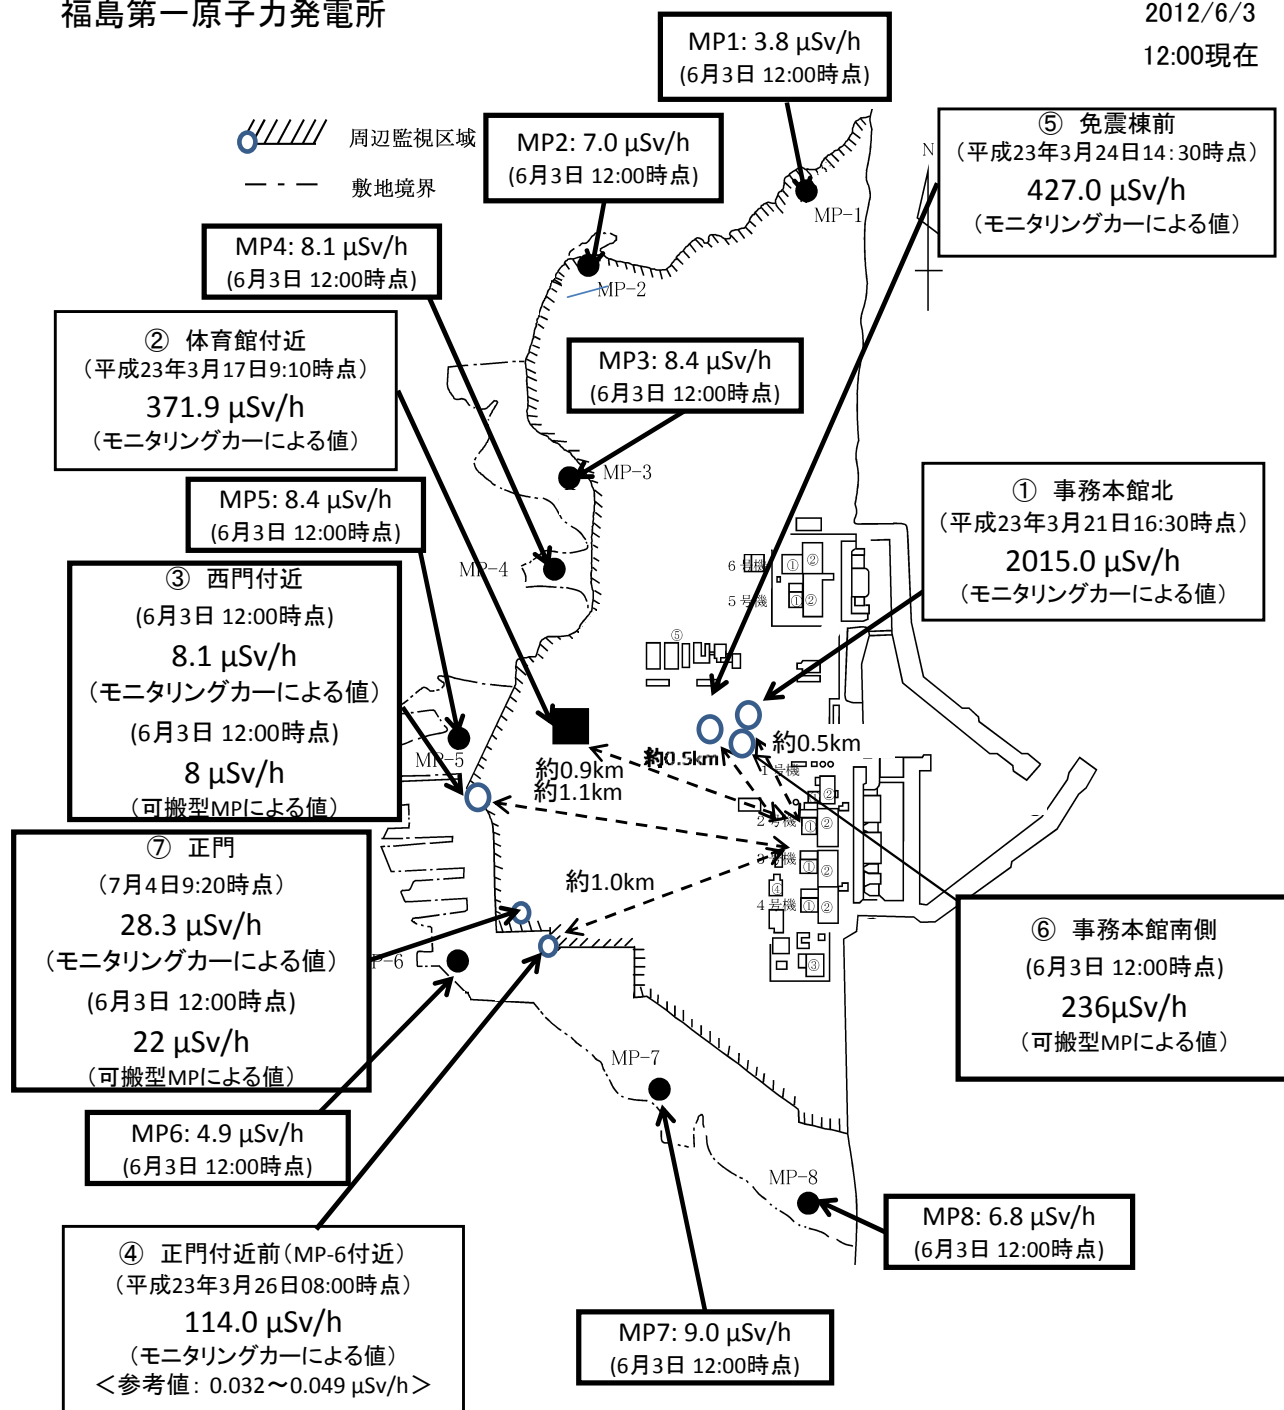 福島第一原子力発電所
2012/6/3
12:00現在
周辺監視区域
敷地境界
N
MP1: 3.8 µSv/h
(6月3日 12:00時点)
MP2: 7.0 µSv/h
(6月3日 12:00時点)
⑤ 免震棟前
(平成23年3月24日14:30時点)
427.0 µSv/h
(モニタリングカーによる値)
MP-1
MP4: 8.1 µSv/h
(6月3日 12:00時点)
MP-2
② 体育館付近
(平成23年3月17日9:10時点)
371.9 µSv/h
(モニタリングカーによる値)
MP3: 8.4 µSv/h
(6月3日 12:00時点)
MP-3
MP5: 8.4 µSv/h
(6月3日 12:00時点)
① 事務本館北
(平成23年3月21日16:30時点)
2015.0 µSv/h
(モニタリングカーによる値)
MP-4
6号機
① ②
5号機
① ②
③ 西門付近
(6月3日 12:00時点)
8.1 µSv/h
(モニタリングカーによる値)
(6月3日 12:00時点)
8 µSv/h
(可搬型MPによる値)
⑤
MP-5
約0.9km
約1.1km
約0.5km
約0.5km
1号機
① ②
2号機
① ②
3号機
① ②
④
4号機
① ②
③
約1.0km
⑦ 正門
(7月4日9:20時点)
28.3 µSv/h
(モニタリングカーによる値)
(6月3日 12:00時点)
22 µSv/h
(可搬型MPによる値)
P-6
⑥ 事務本館南側
(6月3日 12:00時点)
236µSv/h
(可搬型MPによる値)
MP-7
MP6: 4.9 µSv/h
(6月3日 12:00時点)
MP-8
MP8: 6.8 µSv/h
(6月3日 12:00時点)
④ 正門付近前(MP-6付近)
(平成23年3月26日08:00時点)
114.0 µSv/h
(モニタリングカーによる値)
<参考値: 0.032~0.049 µSv/h>
MP7: 9.0 µSv/h
(6月3日 12:00時点)